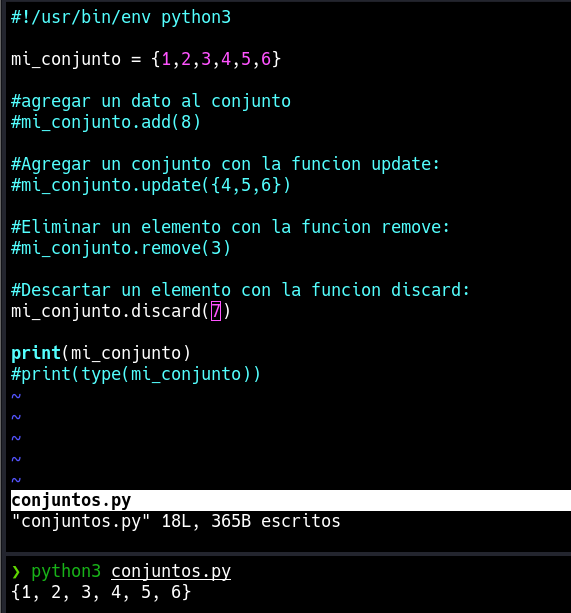 #!/usr/bin/env python3
mi_conjunto = {1,2,3,4,5,6}
#agregar un dato al conjunto
#mi_conjunto.add(8)
#Agregar un conjunto con la funcion update:
#mi_conjunto.update({4,5,6})
#Eliminar un elemento con la funcion remove:
#mi_conjunto.remove(3)
#Descartar un elemento con la funcion discard:
mi_conjunto.discard(7)
print(mi_conjunto)
#print(type(mi_conjunto))
~
~
~
~
~
conjuntos.py
"conjuntos.py" 18L, 365B escritos
❯ python3 conjuntos.py
{1, 2, 3, 4, 5, 6}